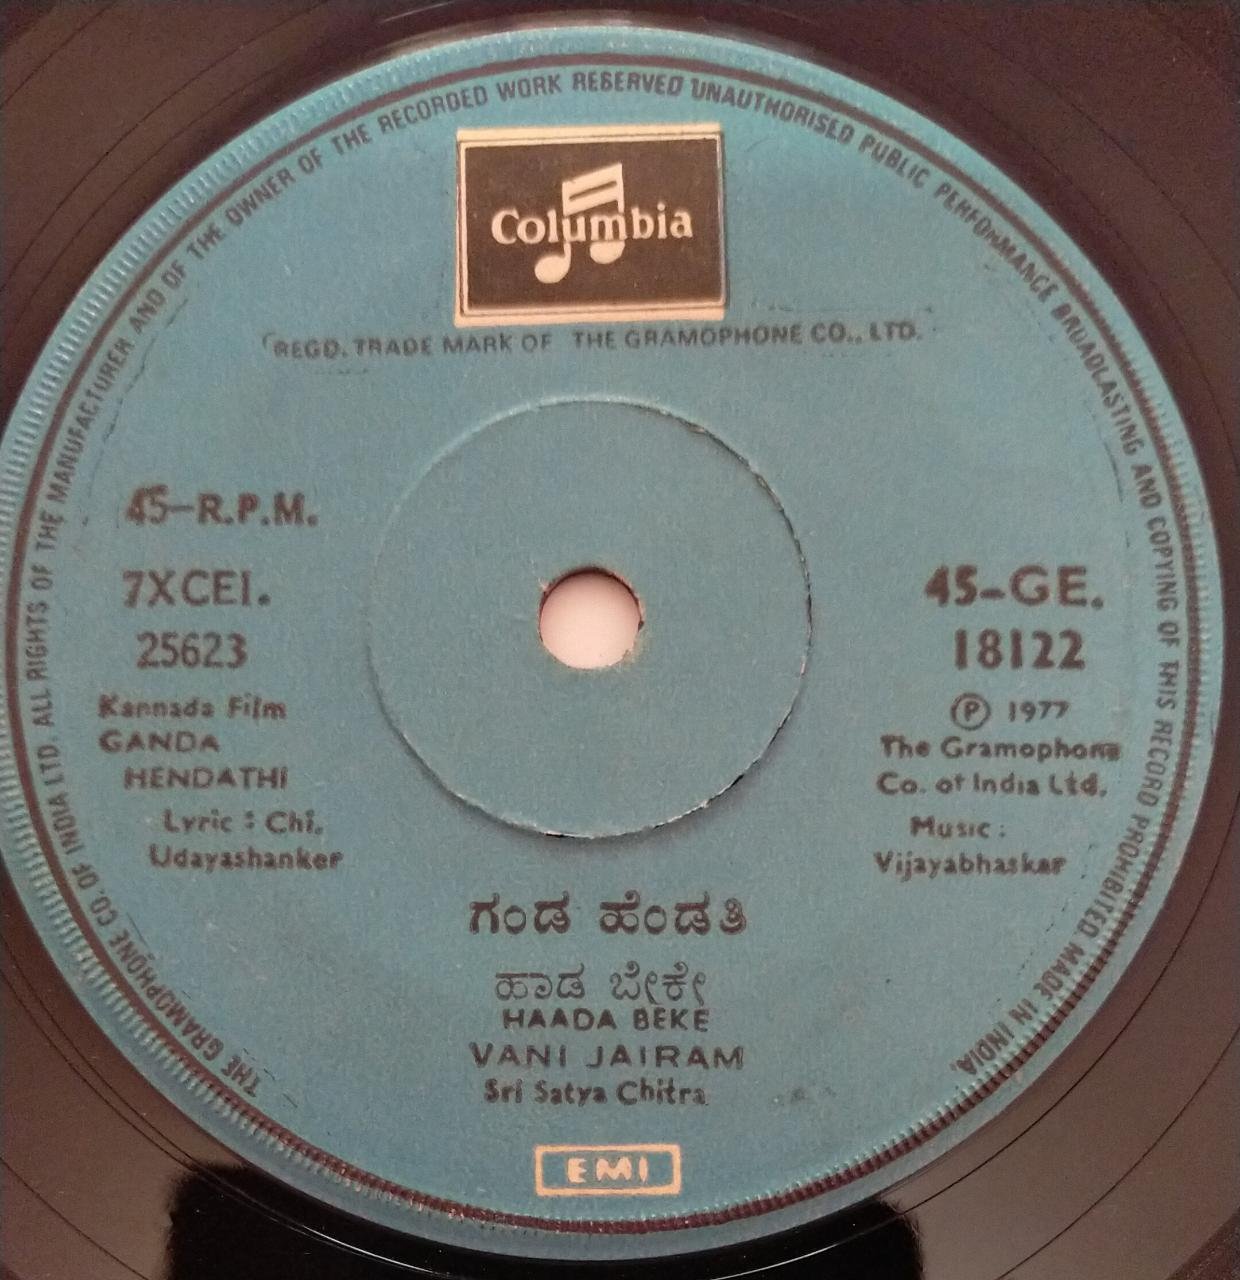 THE GRAMOPHONE CO. OF INDIA LTD. ALL RIGHTS OF THE MANUFACTURER AND OF THE OWNER OF THE RECORDED WORK RESERVED UNAUTHORISED PUBLIC PERFORMANCE BROADCASTING AND COPYING OF THIS RECORD PROHIBITED MADE IN INDIA.
Columbia
REGD. TRADE MARK OF THE GRAMOPHONE CO., LTD.
45-R.P.M.
7XCEI.
25623
Kannada Film
GANDA
HENDATHI
Lyric : Chi.
Udayashanker
45-GE.
18122
℗ 1977
The Gramophone
Co. of India Ltd.
Music :
Vijayabhaskar
ಗಂಡ ಹೆಂಡತಿ
ಹಾಡ ಬೇಕೇ
HAADA BEKE
VANI JAIRAM
Sri Satya Chitra
EMI